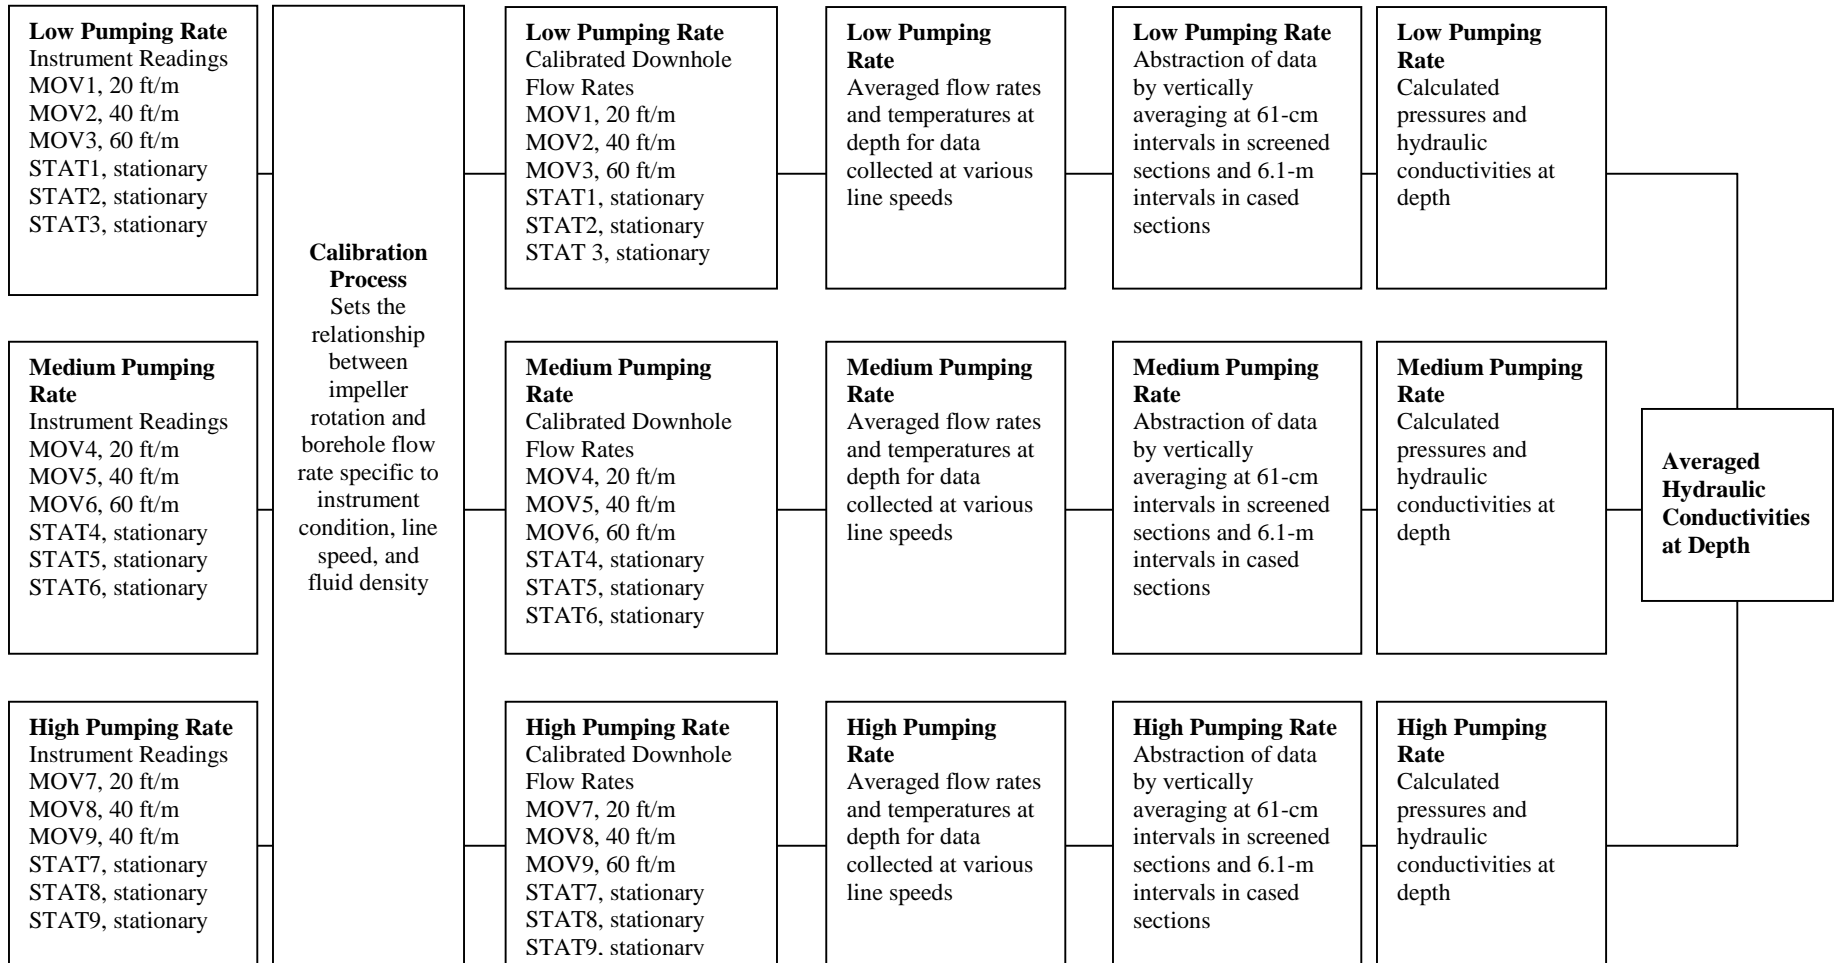 Low Pumping Rate
Instrument Readings
MOV1, 20 ft/m
MOV2, 40 ft/m
MOV3, 60 ft/m
STAT1, stationary
STAT2, stationary
STAT3, stationary
Medium Pumping
Rate
Instrument Readings
MOV4, 20 ft/m
MOV5, 40 ft/m
MOV6, 60 ft/m
STAT4, stationary
STAT5, stationary
STAT6, stationary
High Pumping Rate
Instrument Readings
MOV7, 20 ft/m
MOV8, 40 ft/m
MOV9, 40 ft/m
STAT7, stationary
STAT8, stationary
STAT9, stationary
Calibration
Process
Sets the
relationship
between
impeller
rotation and
borehole flow
rate specific to
instrument
condition, line
speed, and
fluid density
Low Pumping Rate
Calibrated Downhole
Flow Rates
MOV1, 20 ft/m
MOV2, 40 ft/m
MOV3, 60 ft/m
STAT1, stationary
STAT2, stationary
STAT 3, stationary
Medium Pumping
Rate
Calibrated Downhole
Flow Rates
MOV4, 20 ft/m
MOV5, 40 ft/m
MOV6, 60 ft/m
STAT4, stationary
STAT5, stationary
STAT6, stationary
High Pumping Rate
Calibrated Downhole
Flow Rates
MOV7, 20 ft/m
MOV8, 40 ft/m
MOV9, 60 ft/m
STAT7, stationary
STAT8, stationary
STAT9, stationary
Low Pumping
Rate
Averaged flow rates
and temperatures at
depth for data
collected at various
line speeds
Medium Pumping
Rate
Averaged flow rates
and temperatures at
depth for data
collected at various
line speeds
High Pumping
Rate
Averaged flow rates
and temperatures at
depth for data
collected at various
line speeds
Low Pumping Rate
Abstraction of data
by vertically
averaging at 61-cm
intervals in screened
sections and 6.1-m
intervals in cased
sections
Medium Pumping
Rate
Abstraction of data
by vertically
averaging at 61-cm
intervals in screened
sections and 6.1-m
intervals in cased
sections
High Pumping Rate
Abstraction of data
by vertically
averaging at 61-cm
intervals in screened
sections and 6.1-m
intervals in cased
sections
Low Pumping
Rate
Calculated
pressures and
hydraulic
conductivities at
depth
Medium Pumping
Rate
Calculated
pressures and
hydraulic
conductivities at
depth
High Pumping
Rate
Calculated
pressures and
hydraulic
conductivities at
depth
Averaged
Hydraulic
Conductivities
at Depth